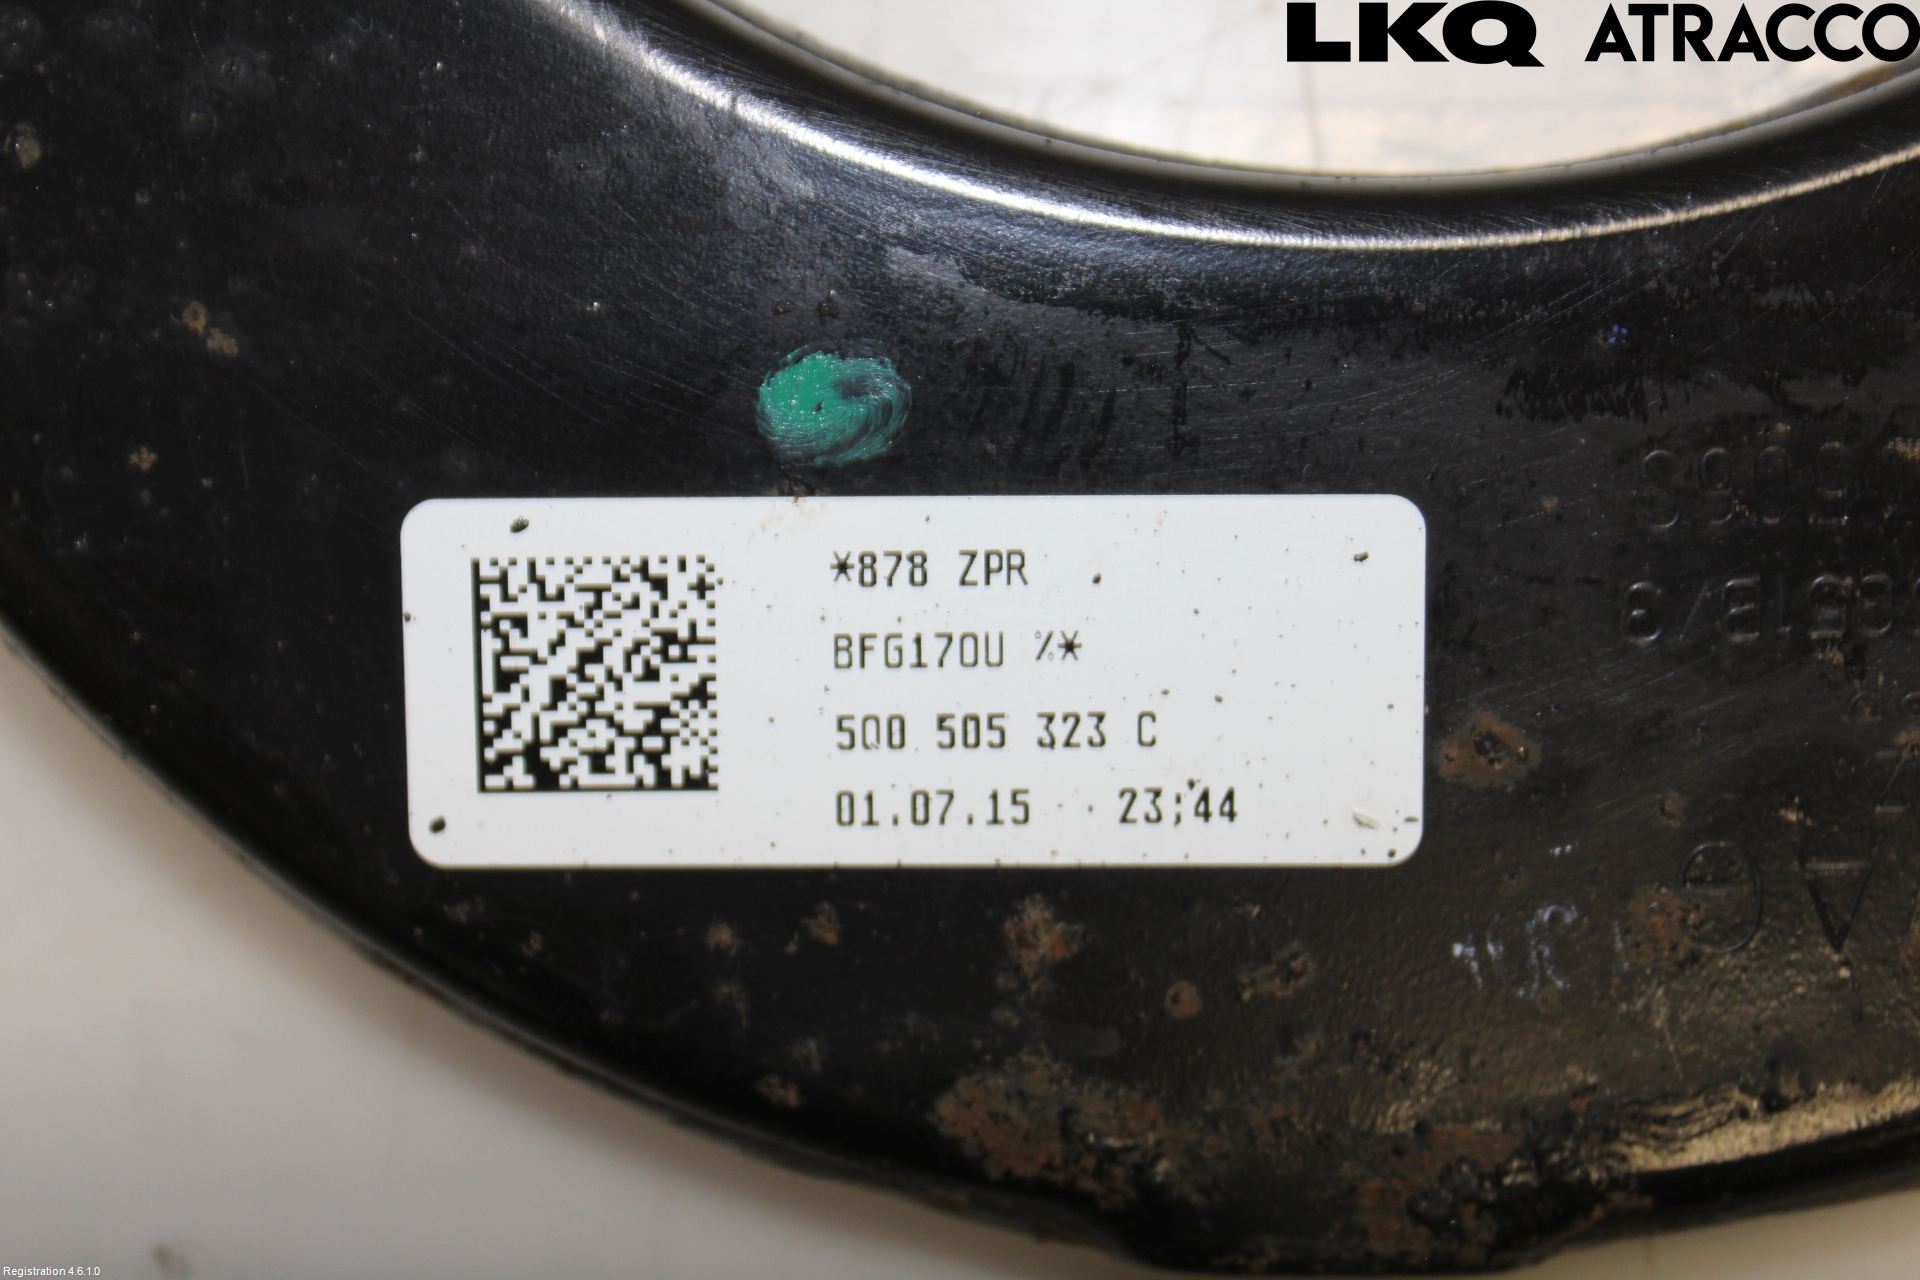 LKQ ATRACCO
*878 ZPR
BFG170U %*
5Q0 505 323 C
01.07.15 23:44
Registration 4.6.1.0